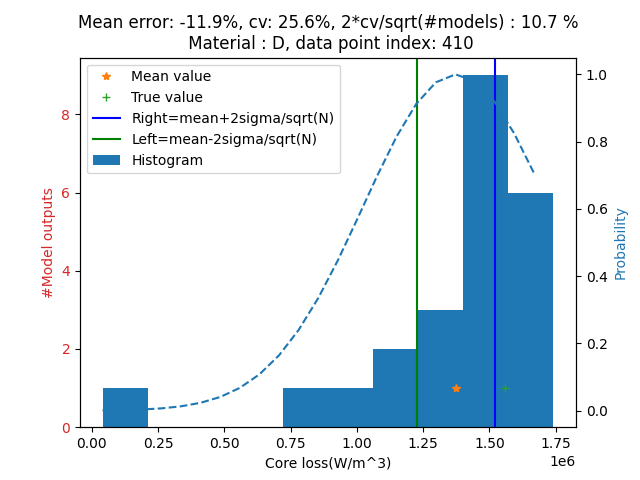 Mean error: -11.9%, cv: 25.6%, 2*cv/sqrt(#models) : 10.7 %
Material : D, data point index: 410
Mean value
True value
Right=mean+2sigma/sqrt(N)
Left=mean-2sigma/sqrt(N)
Histogram
#Model outputs
8
6
4
2
0
1.0
0.8
0.6
0.4
0.2
0.0
Probability
0.00 0.25 0.50 0.75 1.00 1.25 1.50 1.75
1e6
Core loss(W/m^3)